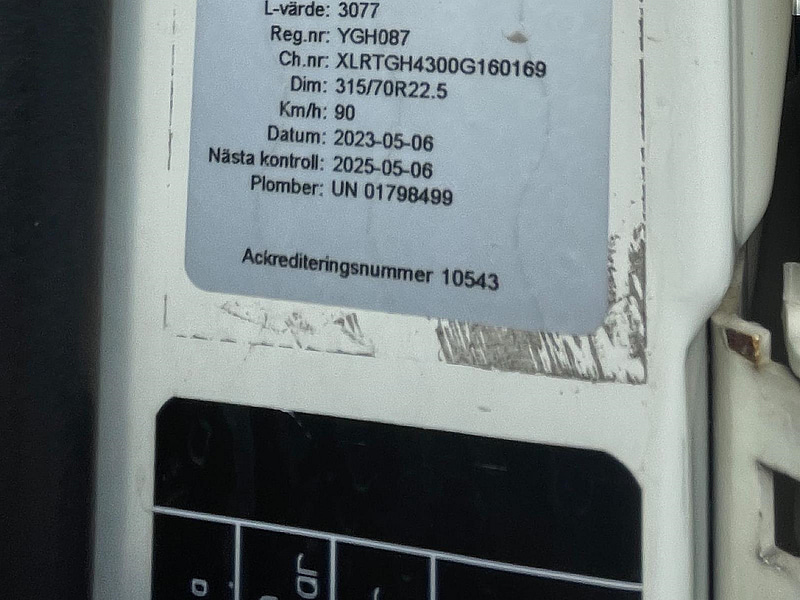 L-värde: 3077
Reg.nr: YGH087
Ch.nr: XLRTGH4300G160169
Dim: 315/70R22.5
Km/h: 90
Datum: 2023-05-06
Nästa kontroll: 2025-05-06
Plomber: UN 01798499
Ackrediteringsnummer 10543